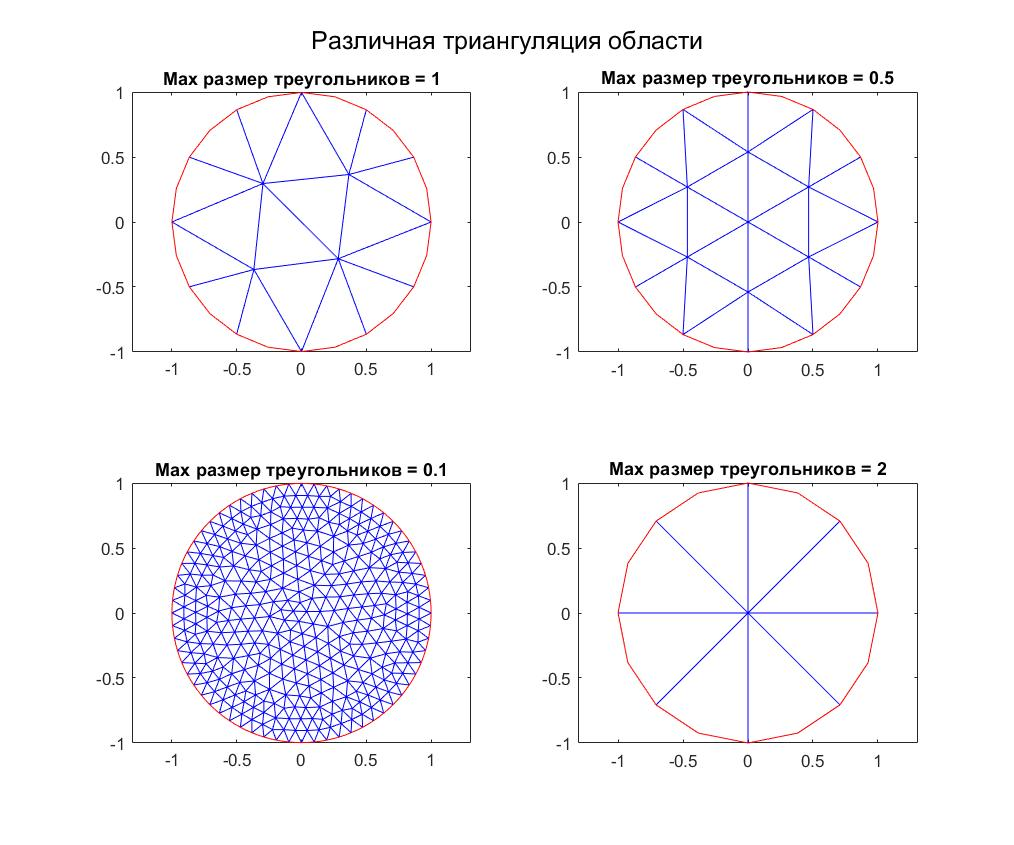 Различная триангуляция области
Max размер треугольников = 1
1
0.5
0
-0.5
-1
-1 -0.5 0 0.5 1
Max размер треугольников = 0.5
1
0.5
0
-0.5
-1
-1 -0.5 0 0.5 1
Max размер треугольников = 0.1
1
0.5
0
-0.5
-1
-1 -0.5 0 0.5 1
Max размер треугольников = 2
1
0.5
0
-0.5
-1
-1 -0.5 0 0.5 1